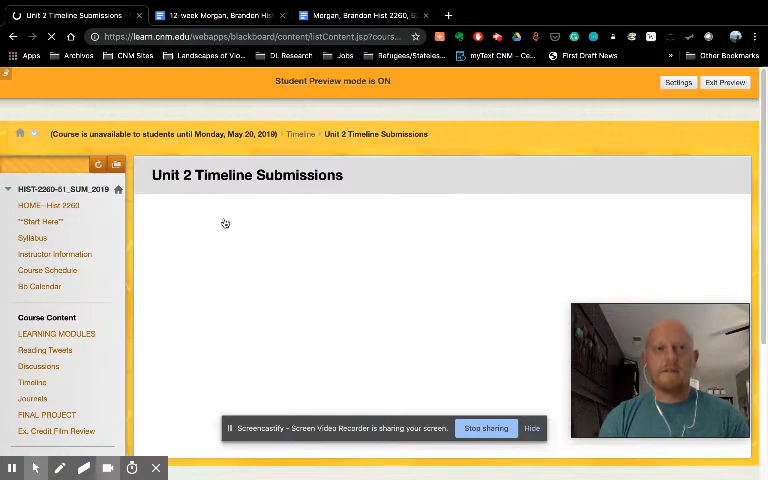 Unit 2 Timeline Submissions –
12-week Morgan, Brandon Hist
Morgan, Brandon Hist 2260, 6
https://learn.cnm.edu/webapps/blackboard/content/listContent.jsp?cours...
Apps
Archivos
CNM Sites
Landscapes of Vio...
DL Research
Jobs
Refugees/Stateles...
myText CNM – Ce...
First Draft News
»
Other Bookmarks
Student Preview mode is ON
Settings
Exit Preview
(Course is unavailable to students until Monday, May 20, 2019)
Timeline
Unit 2 Timeline Submissions
HIST-2260-51_SUM_2019
HOME--Hist 2260
**Start Here**
Syllabus
Instructor Information
Course Schedule
Bb Calendar
Course Content
LEARNING MODULES
Reading Tweets
Discussions
Timeline
Journals
FINAL PROJECT
Ex. Credit Film Review
Unit 2 Timeline Submissions
Screencastify - Screen Video Recorder is sharing your screen.
Stop sharing
Hide